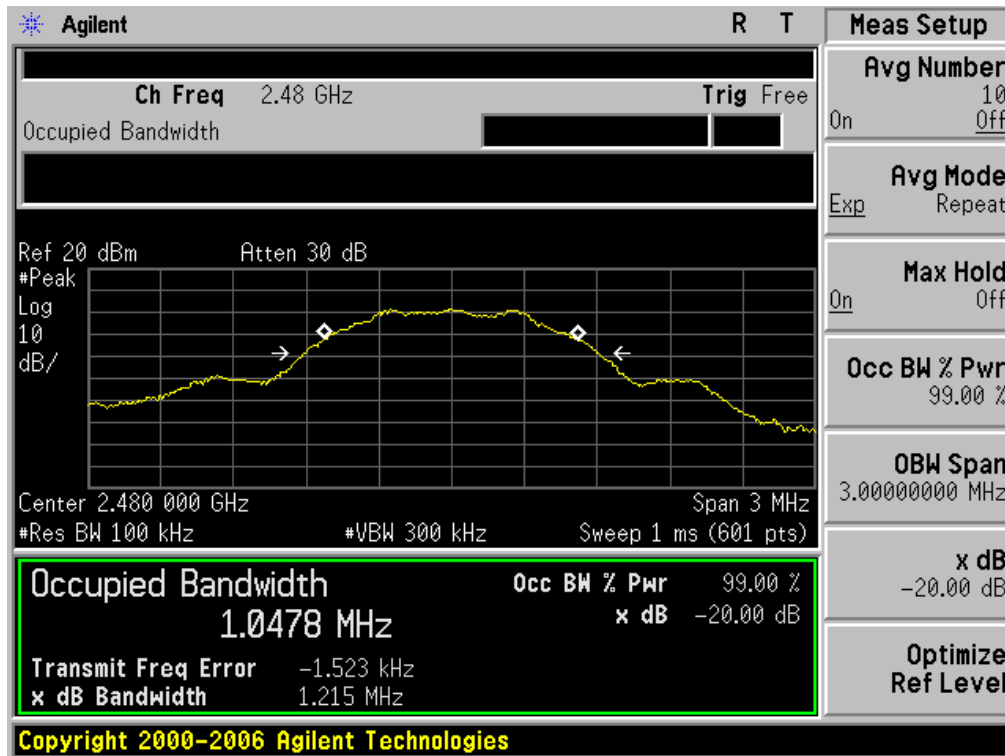 Agilent R T Meas Setup
Avg Number
10
On Off
Ch Freq 2.48 GHz Trig Free
Occupied Bandwidth
Avg Mode
Exp Repeat
Ref 20 dBm Atten 30 dB
#Peak
Log
10
dB/
Max Hold
On Off
Occ BW % Pwr
99.00 %
OBW Span
3.00000000 MHz
Center 2.480 000 GHz Span 3 MHz
#Res BW 100 kHz #VBW 300 kHz Sweep 1 ms (601 pts)
x dB
-20.00 dB
Occupied Bandwidth Occ BW % Pwr 99.00 %
1.0478 MHz x dB -20.00 dB
Transmit Freq Error -1.523 kHz
x dB Bandwidth 1.215 MHz
Optimize
Ref Level
Copyright 2000-2006 Agilent Technologies